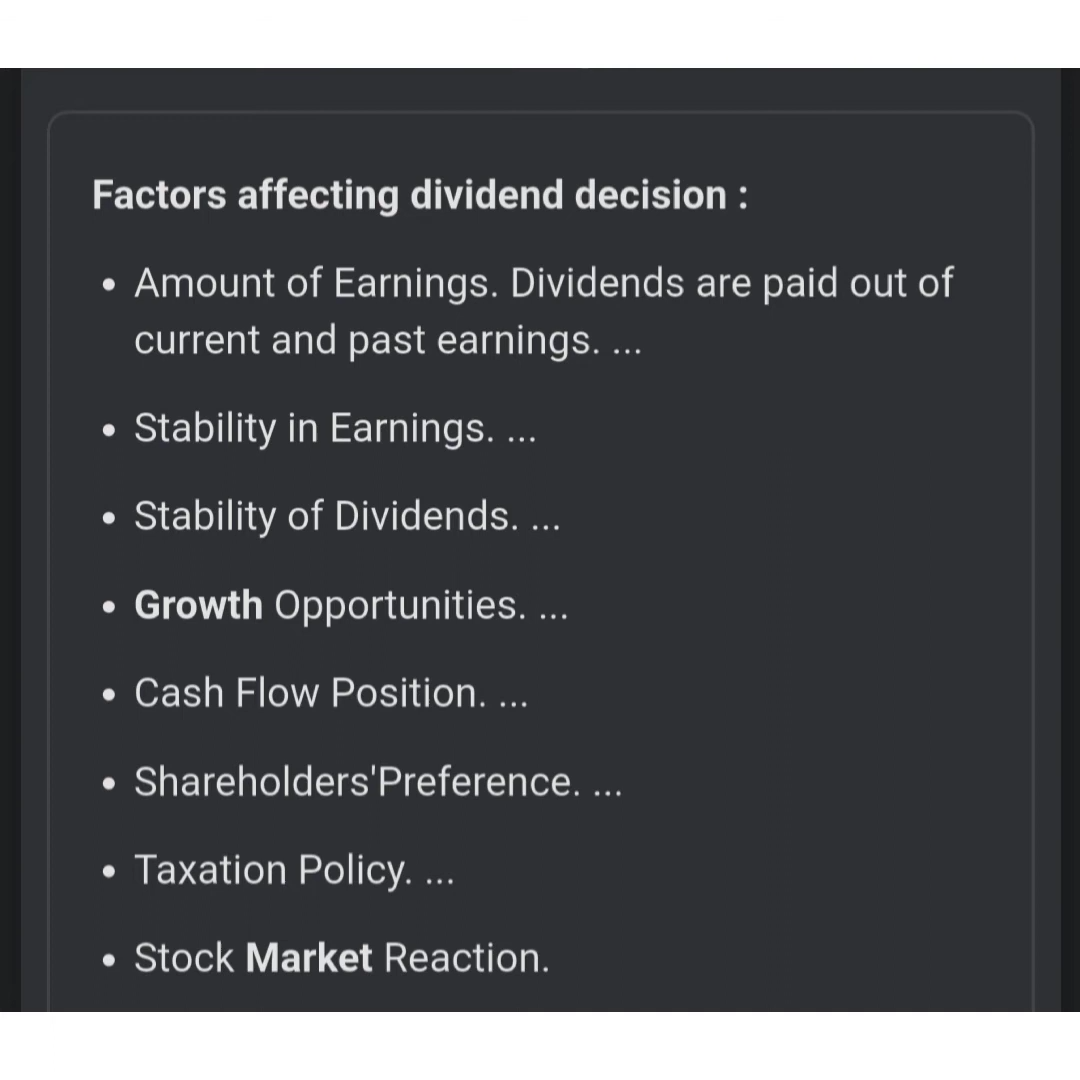 Factors affecting dividend decision :
• Amount of Earnings. Dividends are paid out of
current and past earnings. ...
• Stability in Earnings. ...
• Stability of Dividends. ...
• Growth Opportunities. ...
• Cash Flow Position. ...
• Shareholders'Preference. ...
• Taxation Policy. ...
• Stock Market Reaction.